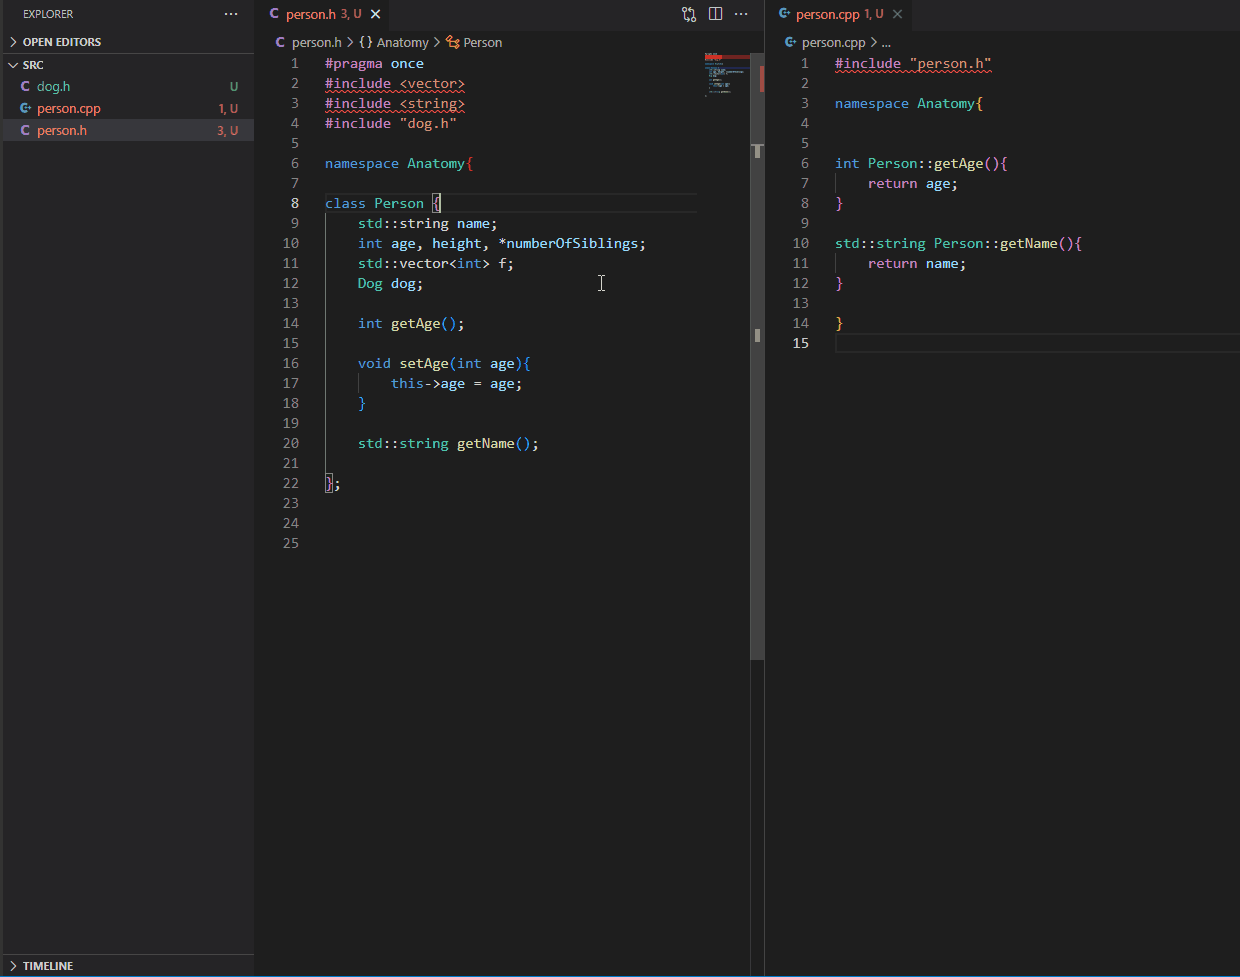 EXPLORER
OPEN EDITORS
SRC
dog.h U
person.cpp 1, U
person.h 3, U
TIMELINE
person.h 3, U
person.h > {} Anatomy > Person
1 #pragma once
2 #include <vector>
3 #include <string>
4 #include "dog.h"
5
6 namespace Anatomy{
7
8 class Person {
9 std::string name;
10 int age, height, *numberOfSiblings;
11 std::vector<int> f;
12 Dog dog;
13
14 int getAge();
15
16 void setAge(int age){
17 this->age = age;
18 }
19
20 std::string getName();
21
22 };
23
24
25
person.cpp 1, U
person.cpp > ...
1 #include "person.h"
2
3 namespace Anatomy{
4
5
6 int Person::getAge(){
7 return age;
8 }
9
10 std::string Person::getName(){
11 return name;
12 }
13
14 }
15